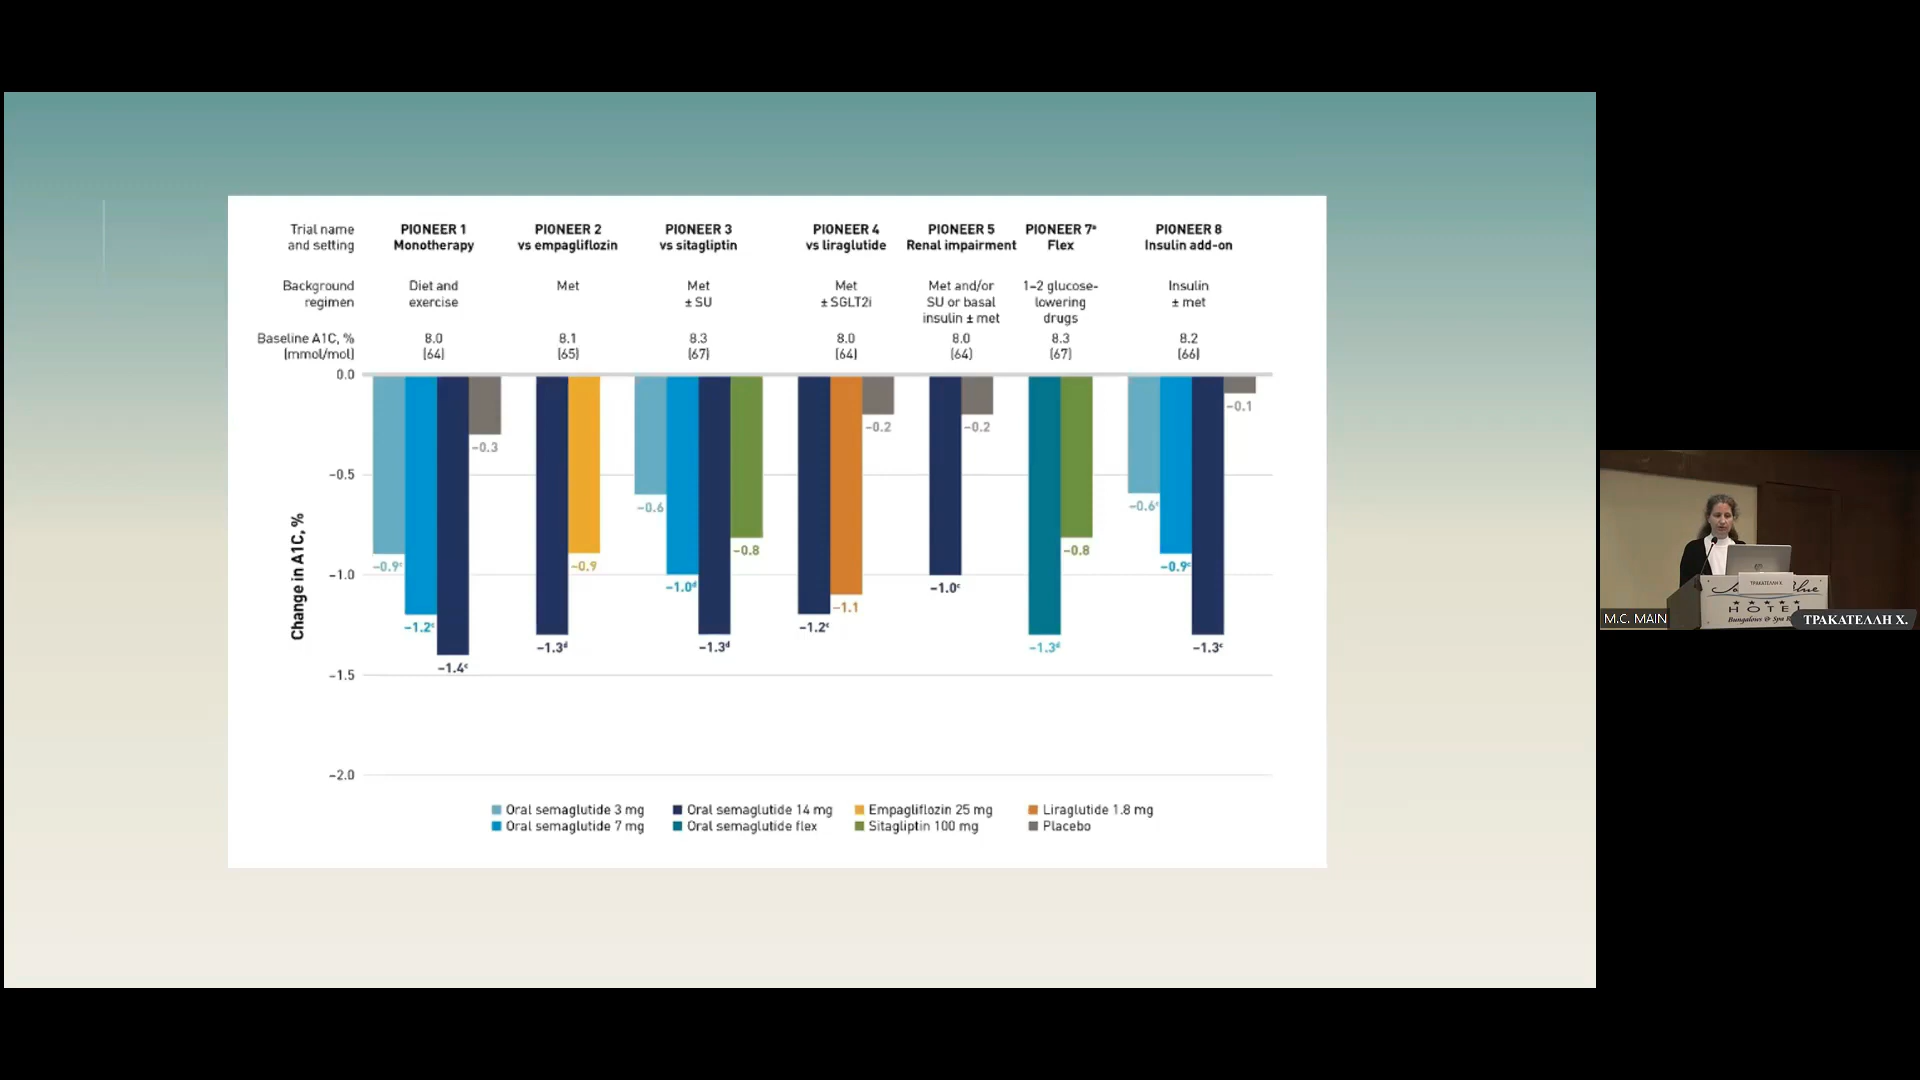 Trial name
and setting
PIONEER 1
Monotherapy
PIONEER 2
vs empagliflozin
PIONEER 3
vs sitagliptin
PIONEER 4
vs liraglutide
PIONEER 5
Renal impairment
PIONEER 7ᵃ
Flex
PIONEER 8
Insulin add-on
Background
regimen
Diet and
exercise
Met
Met
± SU
Met
± SGLT2i
Met and/or
SU or basal
insulin ± met
1–2 glucose-
lowering
drugs
Insulin
± met
Baseline A1C, %
(mmol/mol)
8.0
(64)
8.1
(65)
8.3
(67)
8.0
(64)
8.0
(64)
8.3
(67)
8.2
(66)
Change in A1C, %
0.0
−0.5
−1.0
−1.5
−2.0
−0.9ᶜ
−1.2ᶜ
−1.4ᶜ
−0.3
−1.3ᵈ
−0.9
−0.6
−1.0ᵈ
−1.3ᵈ
−0.8
−1.2ᶜ
−1.1
−0.2
−1.0ᶜ
−0.2
−1.3ᵈ
−0.8
−0.6ᶜ
−0.9ᶜ
−1.3ᶜ
−0.1
Oral semaglutide 3 mg
Oral semaglutide 14 mg
Empagliflozin 25 mg
Liraglutide 1.8 mg
Oral semaglutide 7 mg
Oral semaglutide flex
Sitagliptin 100 mg
Placebo
ΤΡΑΚΑΤΕΛΛΗ Χ.
HOTEL
Bungalows & Spa
M.C. MAIN
ΤΡΑΚΑΤΕΛΛΗ Χ.